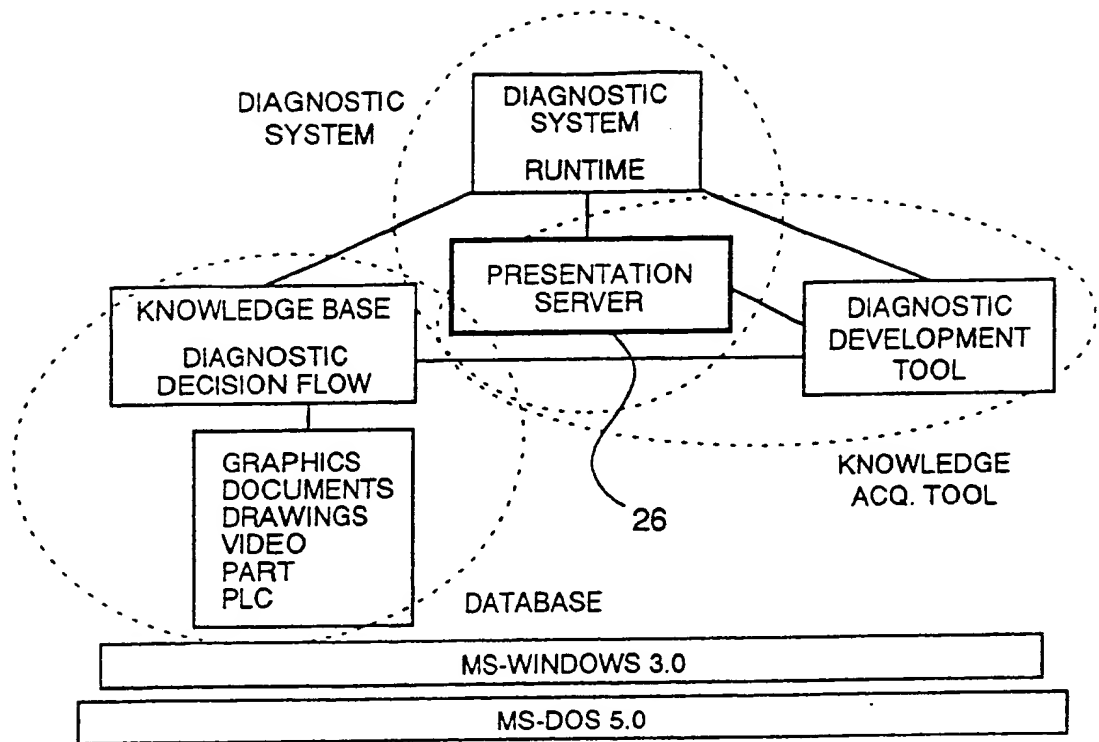 DIAGNOSTIC
SYSTEM
DIAGNOSTIC
SYSTEM
RUNTIME
PRESENTATION
SERVER
KNOWLEDGE BASE
DIAGNOSTIC
DECISION FLOW
DIAGNOSTIC
DEVELOPMENT
TOOL
GRAPHICS
DOCUMENTS
DRAWINGS
VIDEO
PART
PLC
KNOWLEDGE
ACQ. TOOL
26
DATABASE
MS-WINDOWS 3.0
MS-DOS 5.0